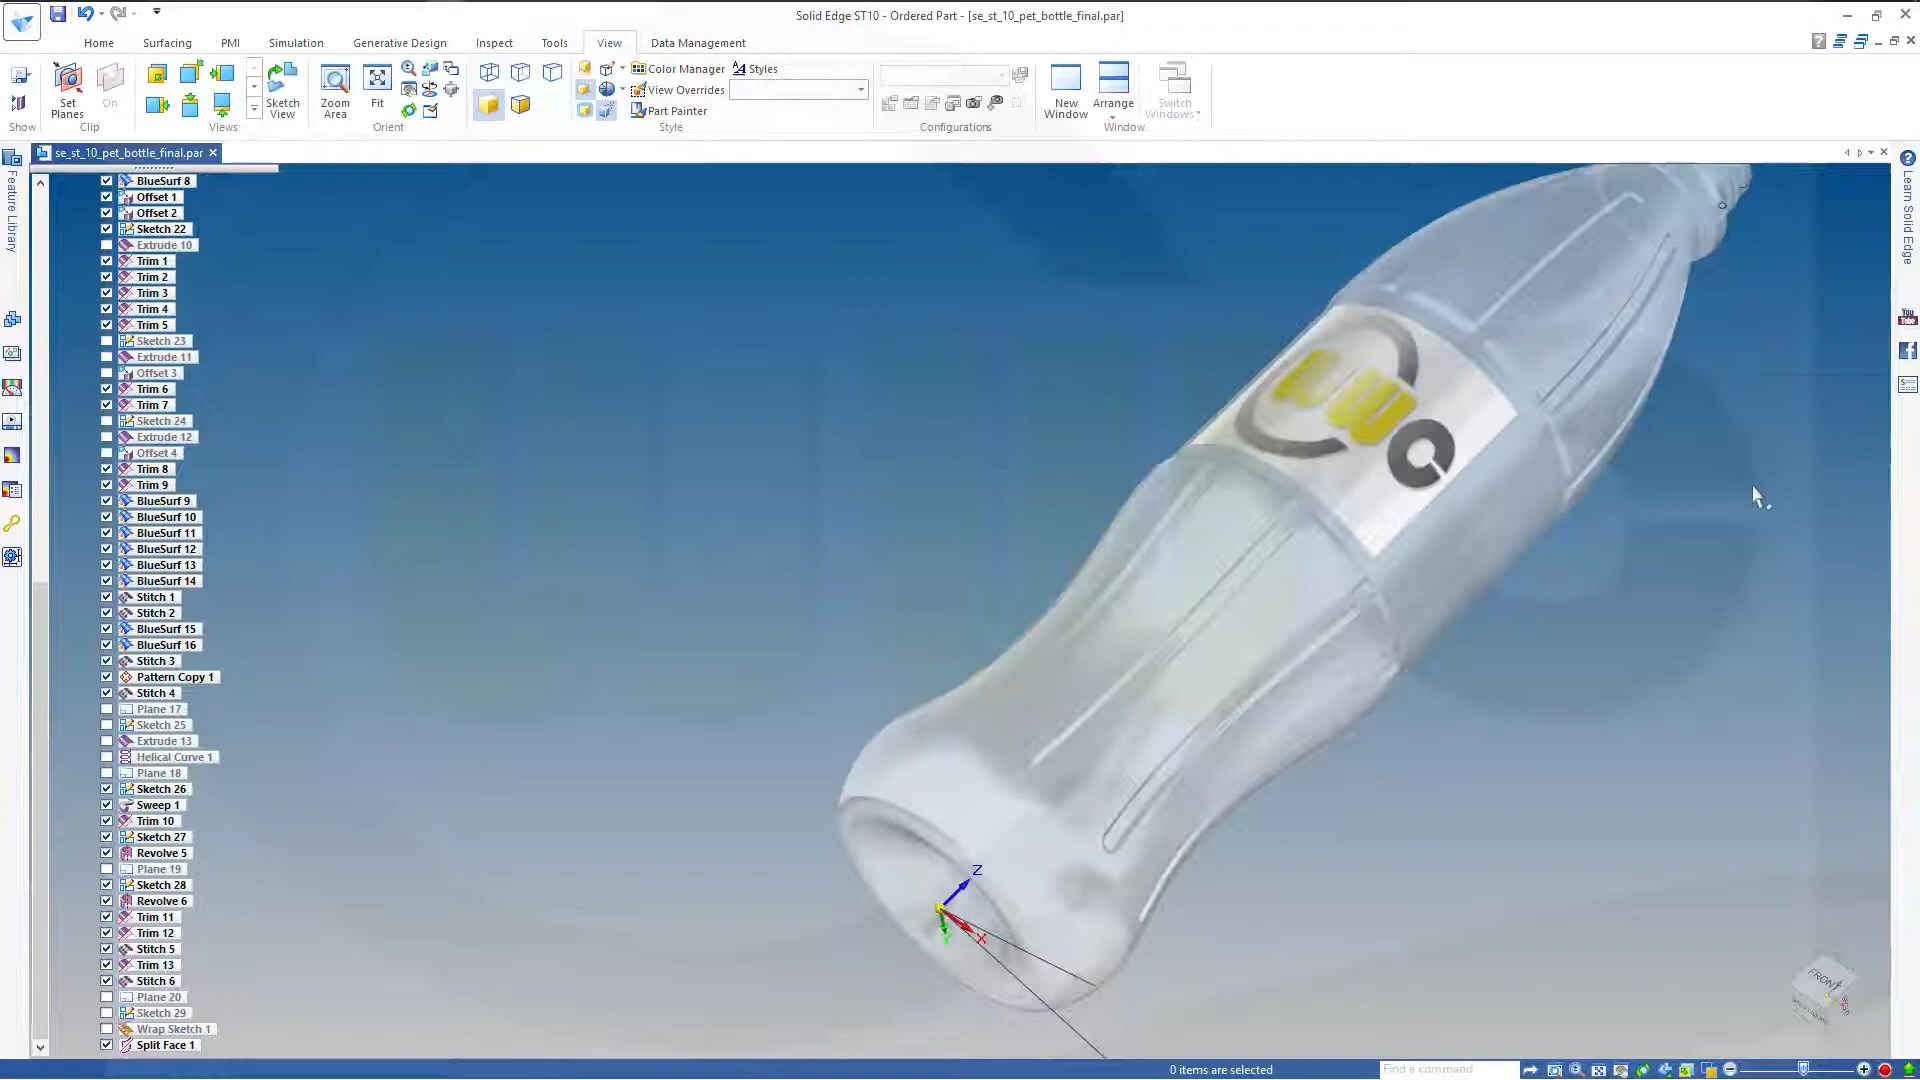 Solid Edge ST10 - Ordered Part - [se_st_10_pet_bottle_final.par]
Home
Surfacing
PMI
Simulation
Generative Design
Inspect
Tools
View
Data Management
Set Planes
On
Sketch View
Zoom Area
Fit
Color Manager
Styles
View Overrides
Part Painter
New Window
Arrange
Switch Windows
Show
Clip
Views
Orient
Style
Configurations
Window
se_st_10_pet_bottle_final.par
Feature Library
Learn Solid Edge
You Tube
BlueSurf 8
Offset 1
Offset 2
Sketch 22
Extrude 10
Trim 1
Trim 2
Trim 3
Trim 4
Trim 5
Sketch 23
Extrude 11
Offset 3
Trim 6
Trim 7
Sketch 24
Extrude 12
Offset 4
Trim 8
Trim 9
BlueSurf 9
BlueSurf 10
BlueSurf 11
BlueSurf 12
BlueSurf 13
BlueSurf 14
Stitch 1
Stitch 2
BlueSurf 15
BlueSurf 16
Stitch 3
Pattern Copy 1
Stitch 4
Plane 17
Sketch 25
Extrude 13
Helical Curve 1
Plane 18
Sketch 26
Sweep 1
Trim 10
Sketch 27
Revolve 5
Plane 19
Sketch 28
Revolve 6
Trim 11
Trim 12
Stitch 5
Trim 13
Stitch 6
Plane 20
Sketch 29
Wrap Sketch 1
Split Face 1
Z
X
Y
FRONT
0 items are selected
Find a command